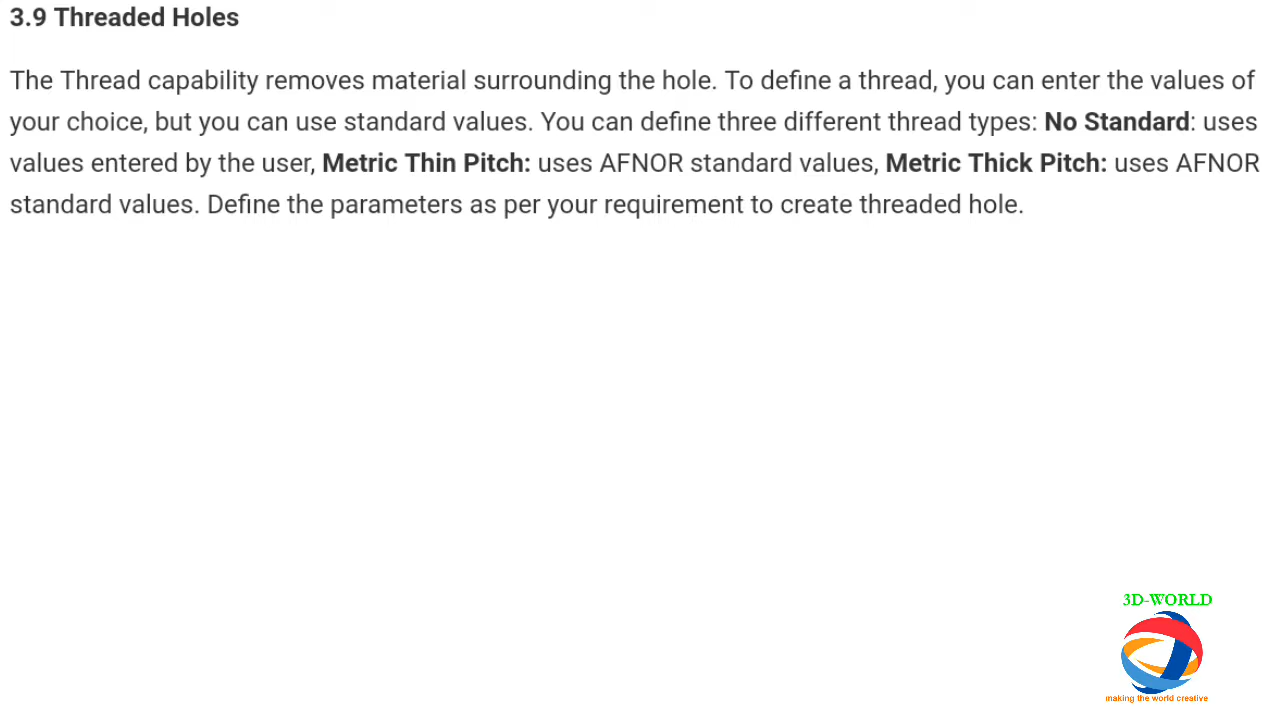 3.9 Threaded Holes
The Thread capability removes material surrounding the hole. To define a thread, you can enter the values of
your choice, but you can use standard values. You can define three different thread types: No Standard: uses
values entered by the user, Metric Thin Pitch: uses AFNOR standard values, Metric Thick Pitch: uses AFNOR
standard values. Define the parameters as per your requirement to create threaded hole.
3D-WORLD
making the world creative